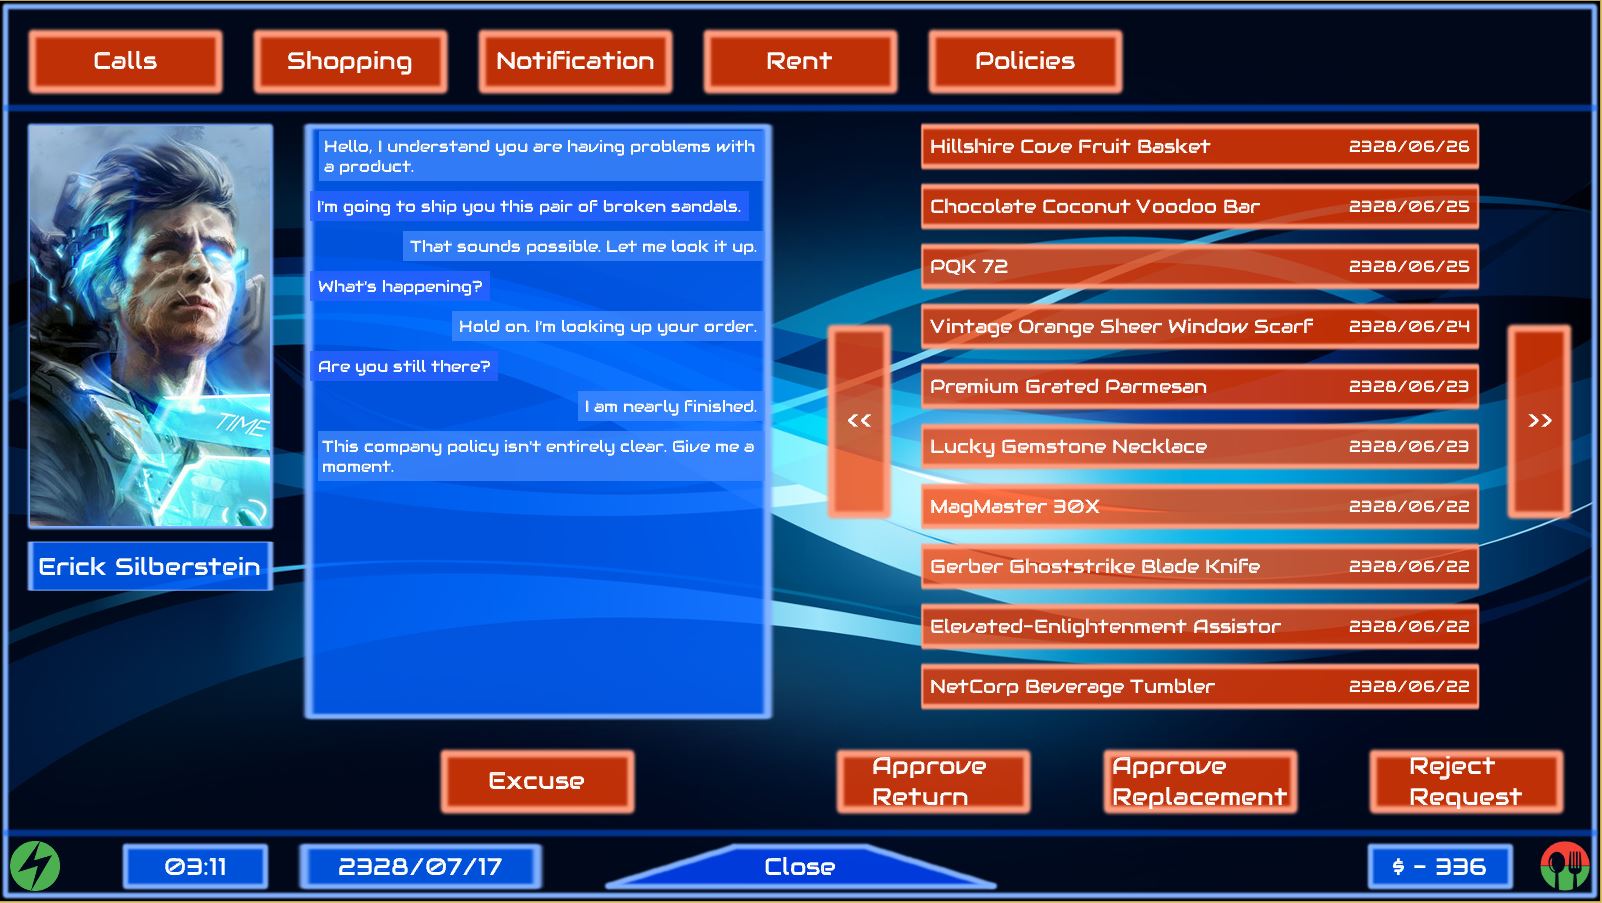 Calls
Shopping
Notification
Rent
Policies
TIME
Erick Silberstein
Hello, I understand you are having problems with
a product.
I'm going to ship you this pair of broken sandals.
That sounds possible. Let me look it up.
What's happening?
Hold on. I'm looking up your order.
Are you still there?
I am nearly finished.
This company policy isn't entirely clear. Give me a
moment.
<<
Hillshire Cove Fruit Basket 2328/06/26
Chocolate Coconut Voodoo Bar 2328/06/25
PQK 72 2328/06/25
Vintage Orange Sheer Window Scarf 2328/06/24
Premium Grated Parmesan 2328/06/23
Lucky Gemstone Necklace 2328/06/23
MagMaster 30X 2328/06/22
Gerber Ghoststrike Blade Knife 2328/06/22
Elevated-Enlightenment Assistor 2328/06/22
NetCorp Beverage Tumbler 2328/06/22
>>
Excuse
Approve
Return
Approve
Replacement
Reject
Request
03:11
2328/07/17
Close
$ - 336